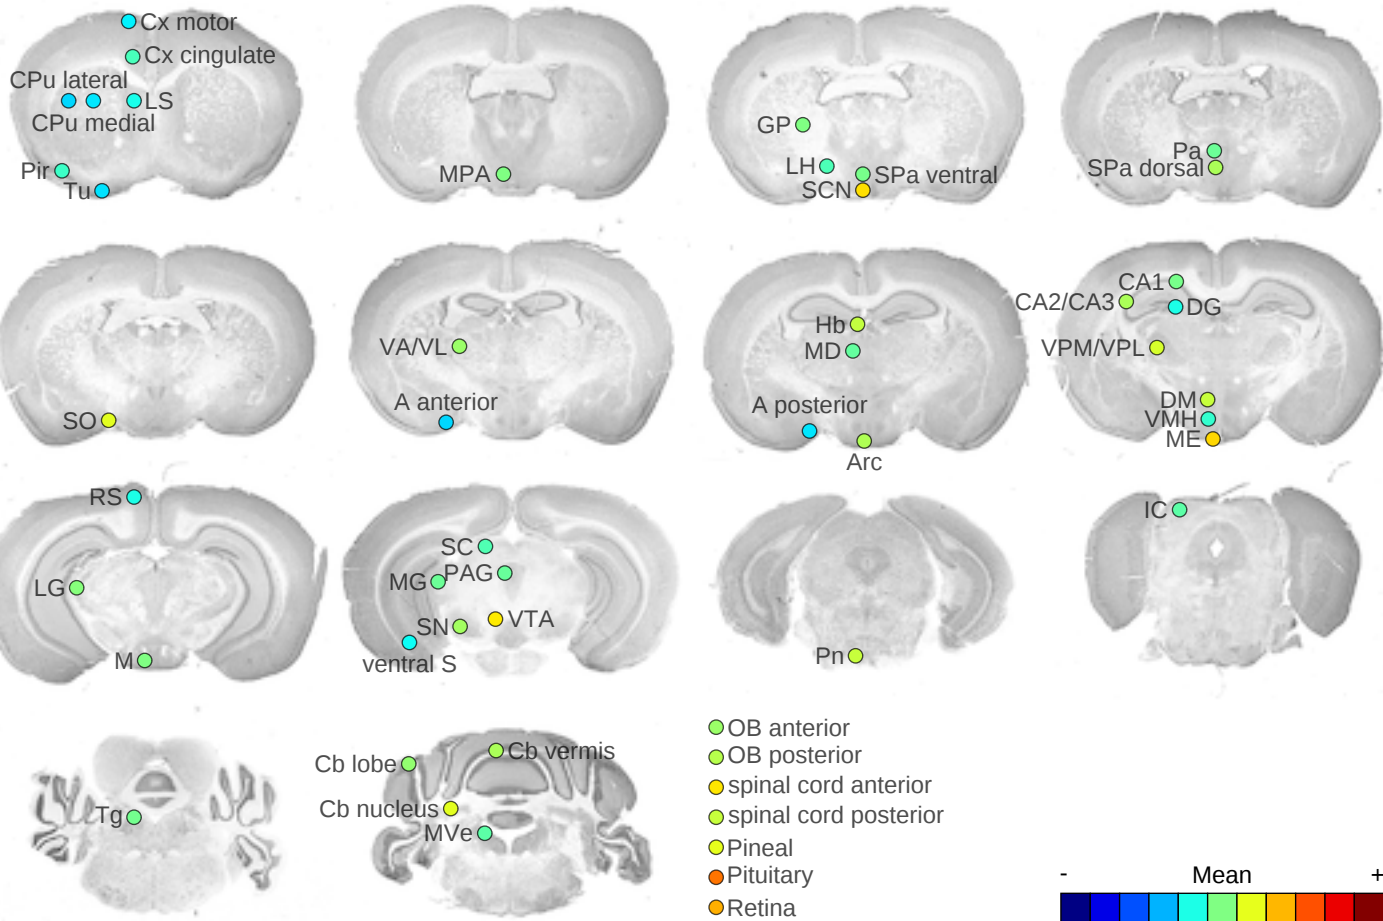 Cx motor
Cx cingulate
CPu lateral
LS
CPu medial
Pir
Tu
MPA
GP
LH
SPa ventral
SCN
Pa
SPa dorsal
SO
VA/VL
A anterior
Hb
MD
A posterior
Arc
CA1
CA2/CA3
DG
VPM/VPL
DM
VMH
ME
RS
LG
M
SC
MG
PAG
SN
VTA
ventral S
Pn
IC
Tg
Cb lobe
Cb vermis
Cb nucleus
MVe
OB anterior
OB posterior
spinal cord anterior
spinal cord posterior
Pineal
Pituitary
Retina
- Mean +